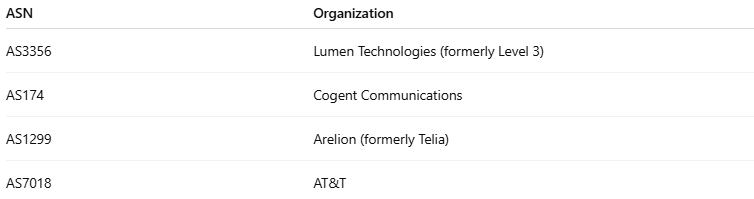 ASN Organization
AS3356 Lumen Technologies (formerly Level 3)
AS174 Cogent Communications
AS1299 Arelion (formerly Telia)
AS7018 AT&T